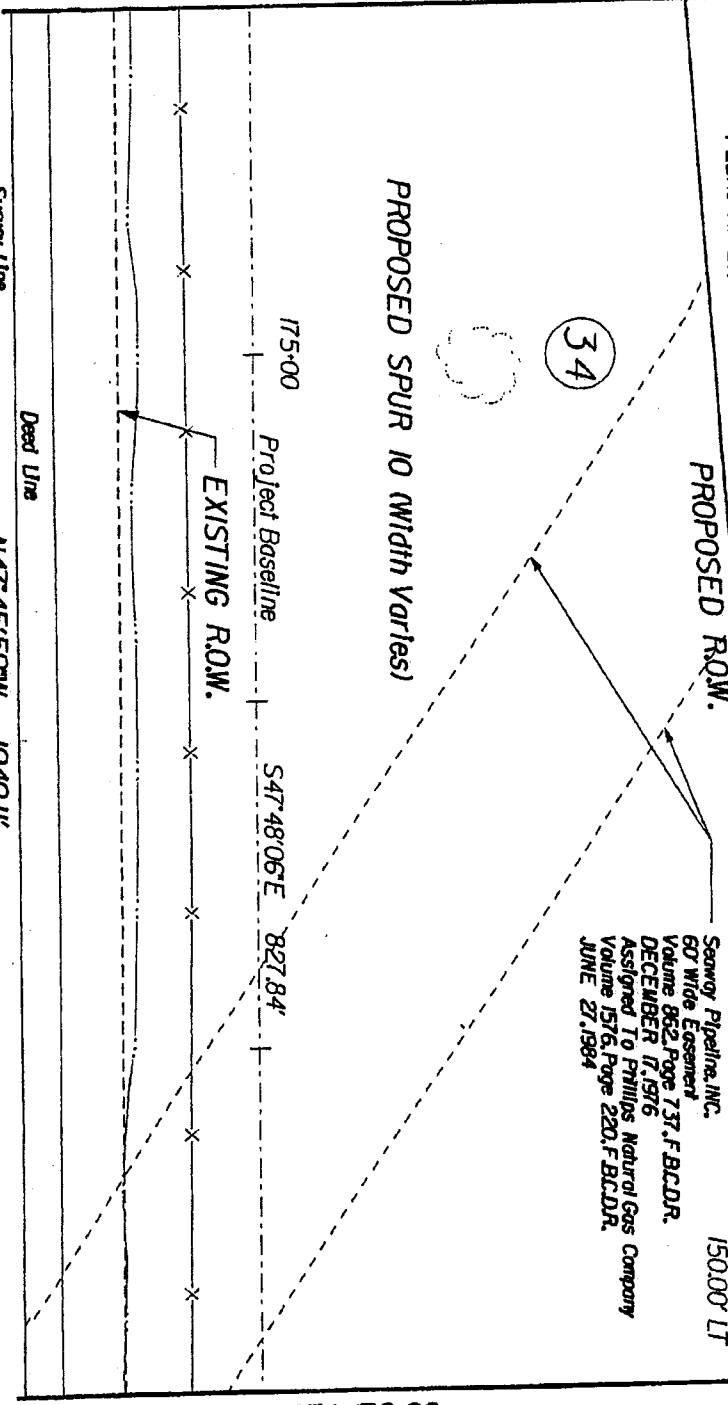 PROPOSED R.O.W.
150.00' LT
Seaway Pipeline, INC.
60' Wide Easement
Volume 862, Page 737, F.B.C.D.R.
DECEMBER 17, 1976
Assigned To Phillips Natural Gas Company
Volume 1576, Page 220, F.B.C.D.R.
JUNE 27, 1984
34
PROPOSED SPUR 10 (Width Varies)
175+00
Project Baseline
S47°48'06"E 827.84'
EXISTING R.O.W.
Deed Line
Survey Line